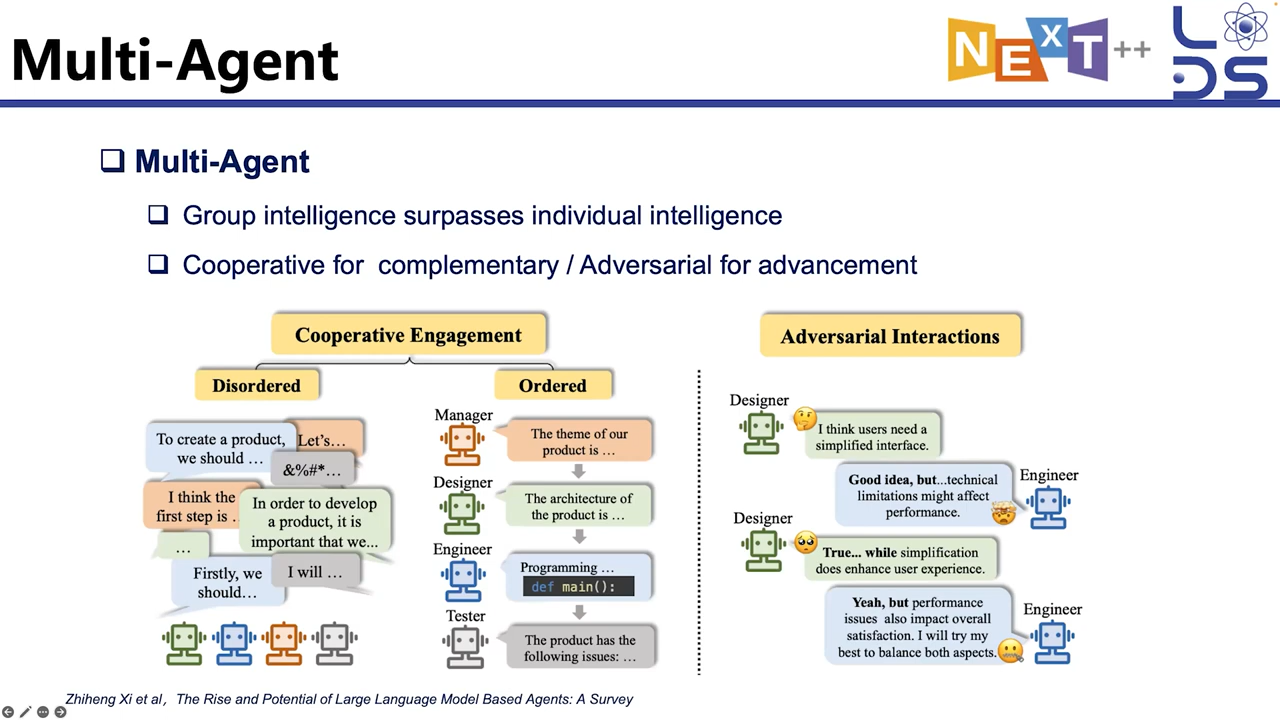 Multi-Agent
NExT++
LDS
❑ Multi-Agent
❑ Group intelligence surpasses individual intelligence
❑ Cooperative for complementary / Adversarial for advancement
Cooperative Engagement
Disordered
To create a product,
we should …
Let's…
&%#*…
I think the
first step is ..
In order to develop
a product, it is
important that we...
…
Firstly, we
should…
I will …
Ordered
Manager
The theme of our
product is …
Designer
The architecture of
the product is …
Engineer
Programming …
def main():
Tester
The product has the
following issues: …
Adversarial Interactions
Designer
I think users need a
simplified interface.
Engineer
Good idea, but...technical
limitations might affect
performance.
Designer
True... while simplification
does enhance user experience.
Engineer
Yeah, but performance
issues also impact overall
satisfaction. I will try my
best to balance both aspects.
Zhiheng Xi et al，The Rise and Potential of Large Language Model Based Agents: A Survey